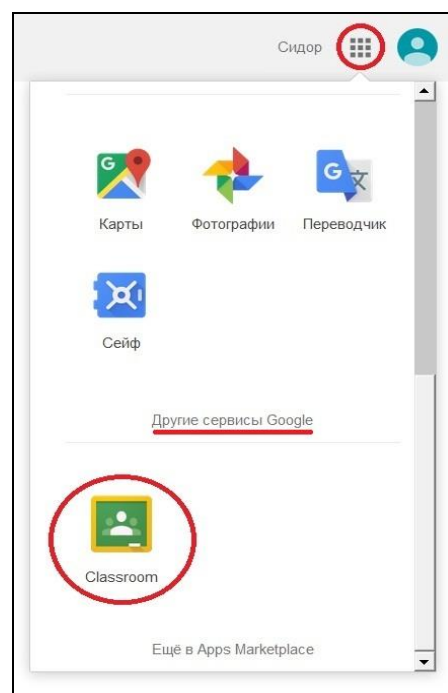 Сидор
Карты Фотографии Переводчик
Сейф
Другие сервисы Google
Classroom
Ещё в Apps Marketplace